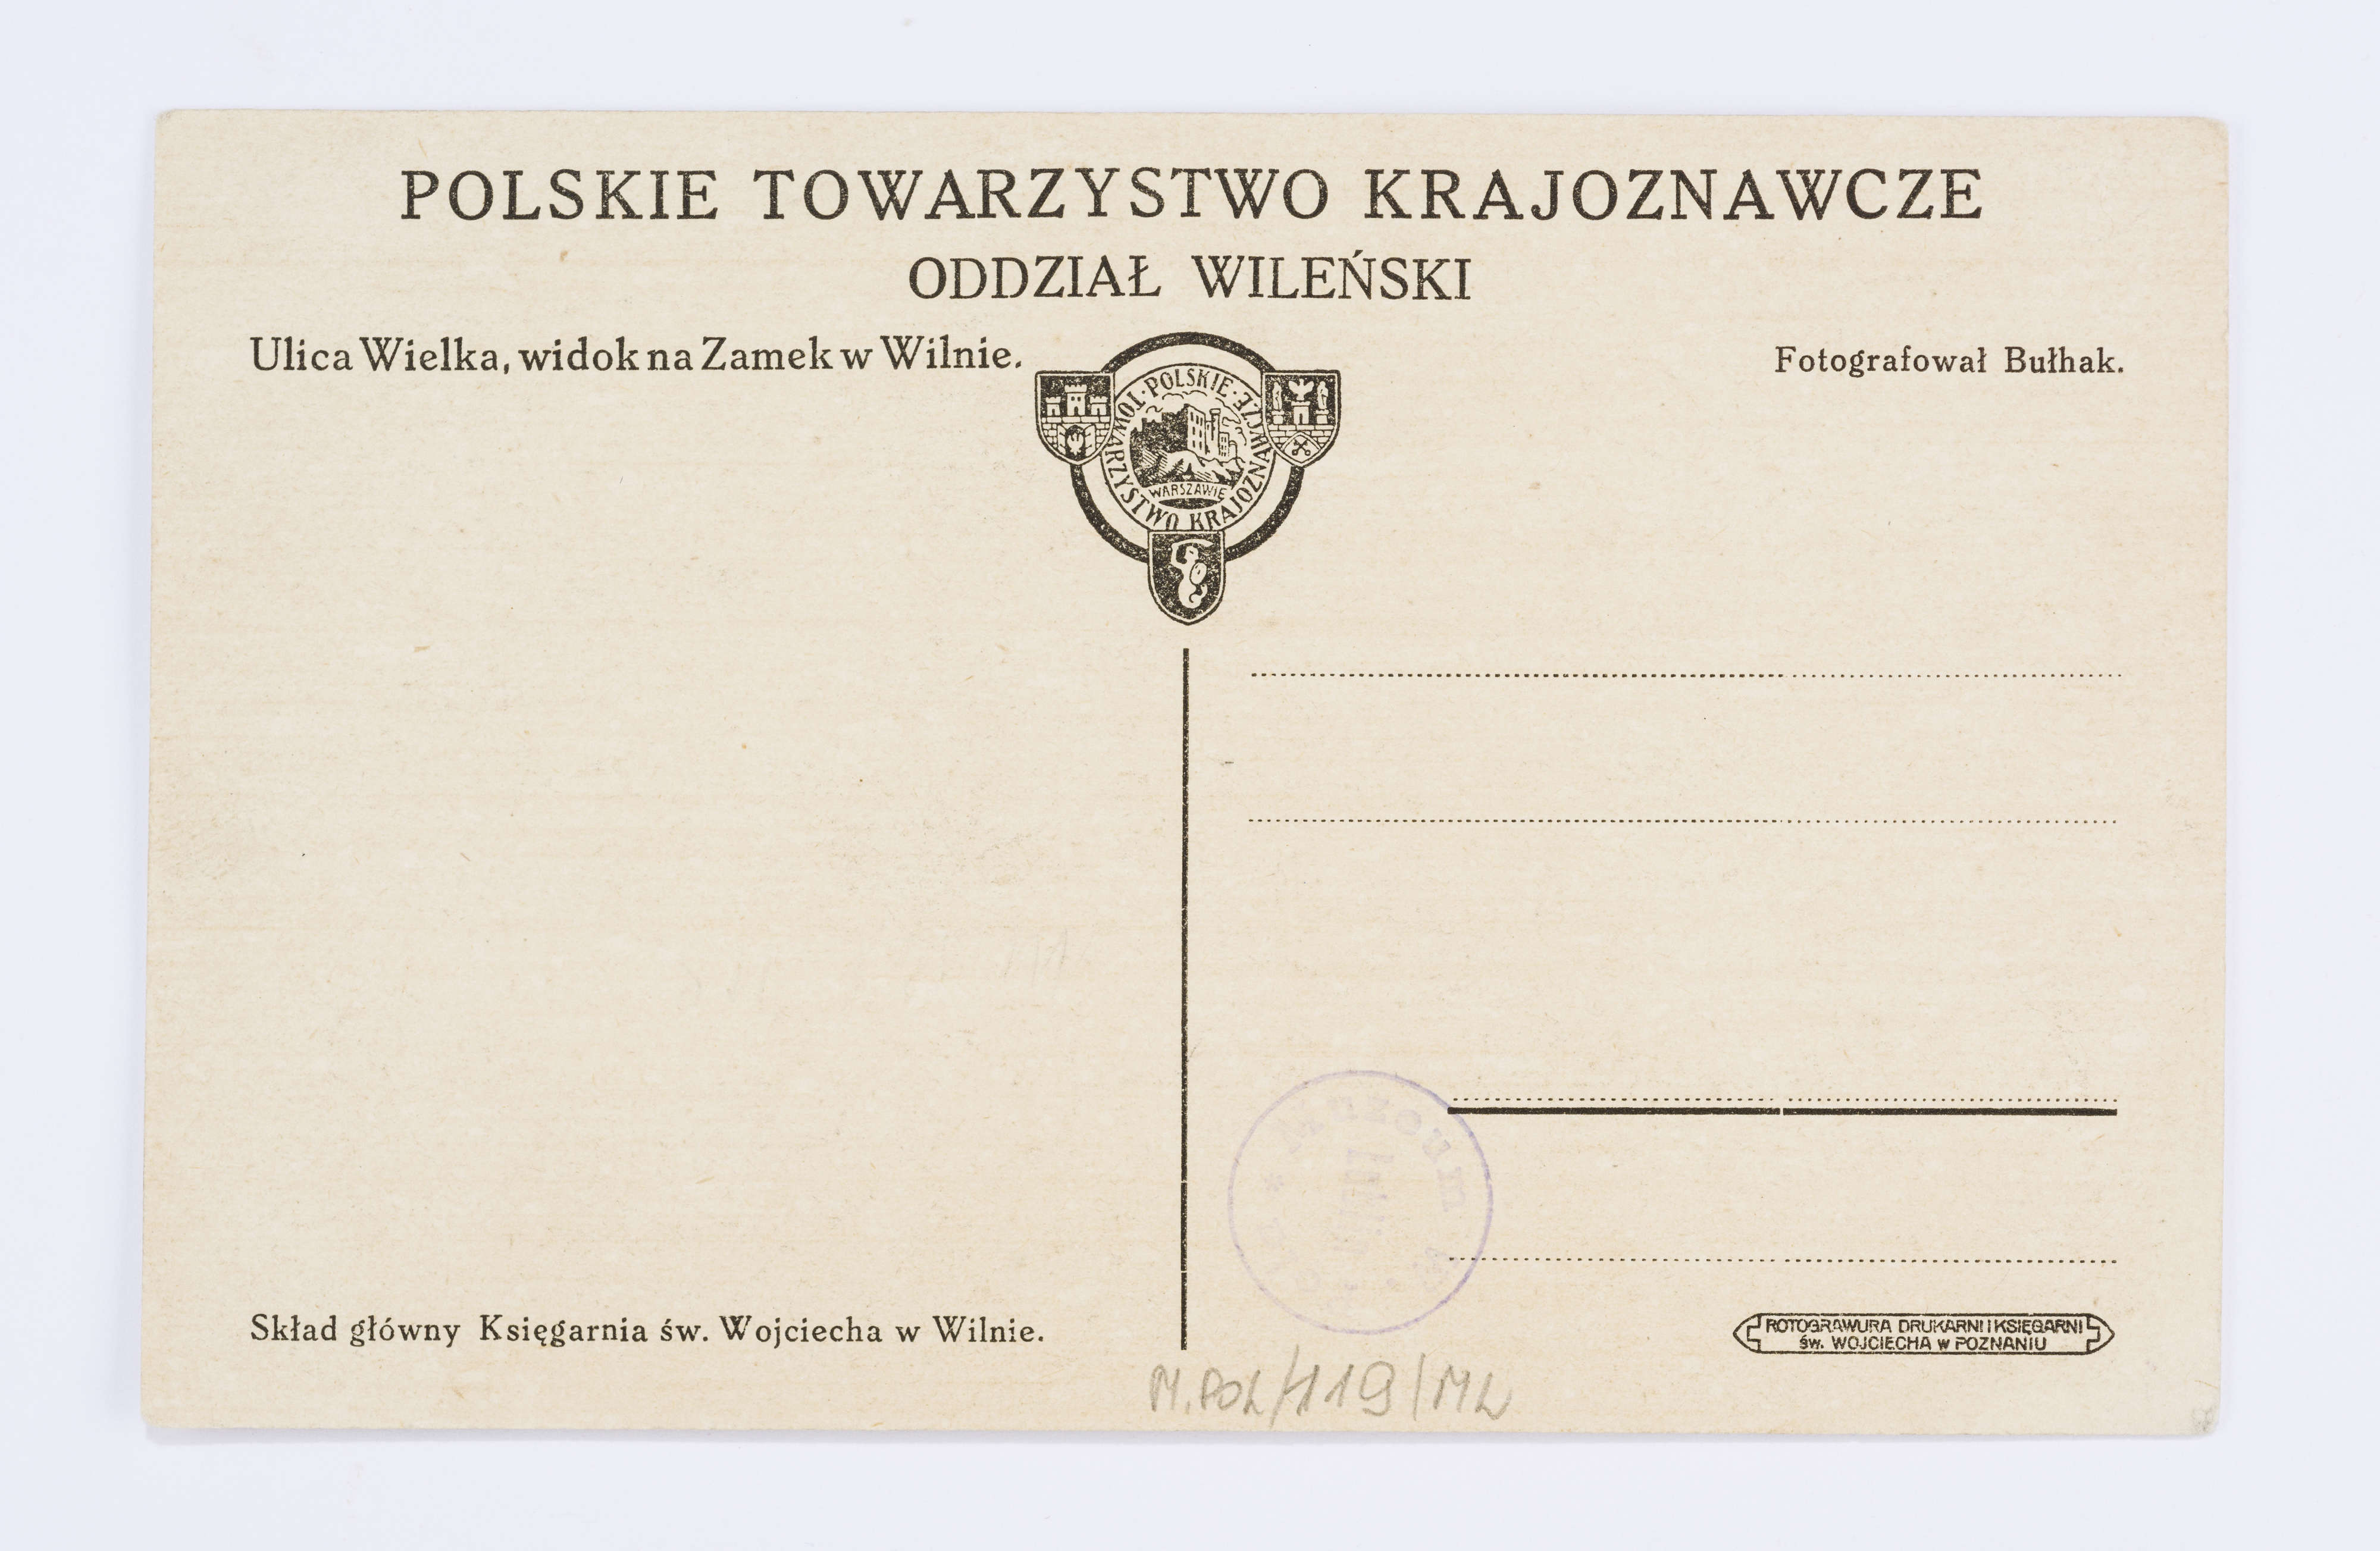 POLSKIE TOWARZYSTWO KRAJOZNAWCZE
ODDZIAŁ WILEŃSKI
Ulica Wielka, widok na Zamek w Wilnie.
Fotografował Bułhak.
POLSKIE · TOWARZYSTWO KRAJOZNAWCZE ·
WARSZAWIE
Skład główny Księgarnia św. Wojciecha w Wilnie.
ROTOGRAWURA DRUKARNI I KSIĘGARNI
św. WOJCIECHA w POZNANIU
M.POL/119/MŁ